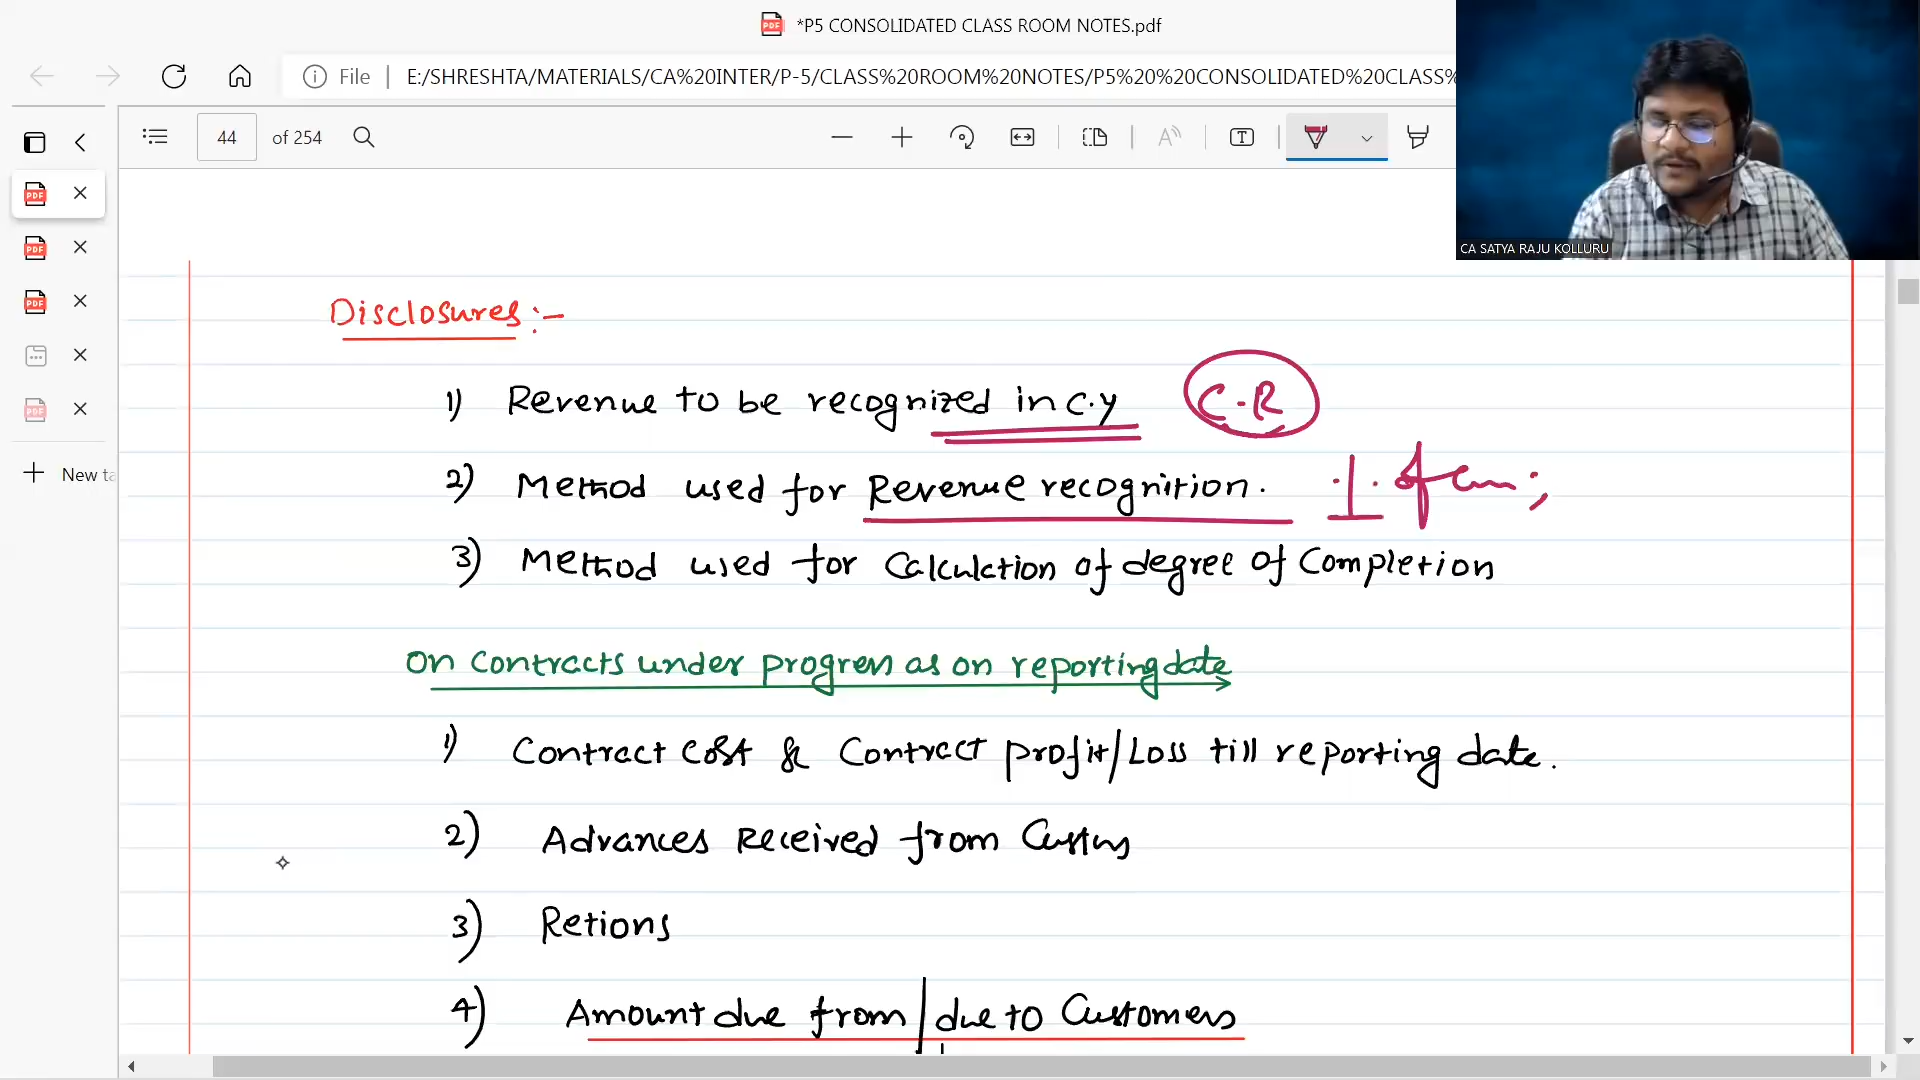 *P5 CONSOLIDATED CLASS ROOM NOTES.pdf
File
E:/SHRESHTA/MATERIALS/CA%20INTER/P-5/CLASS%20ROOM%20NOTES/P5%20%20CONSOLIDATED%20CLASS%
44 of 254
CA SATYA RAJU KOLLURU
New ta
Disclosures :-
1) Revenue to be recognized in C.Y C.R
2) Method used for Revenue recognition. % of Com;
3) Method used for Calculation of degree of Completion
On Contracts under progress as on reporting date
1) Contract Cost & Contract profit/Loss till reporting date.
2) Advances Received from
3) Retions
4) Amount due from/due to Customers